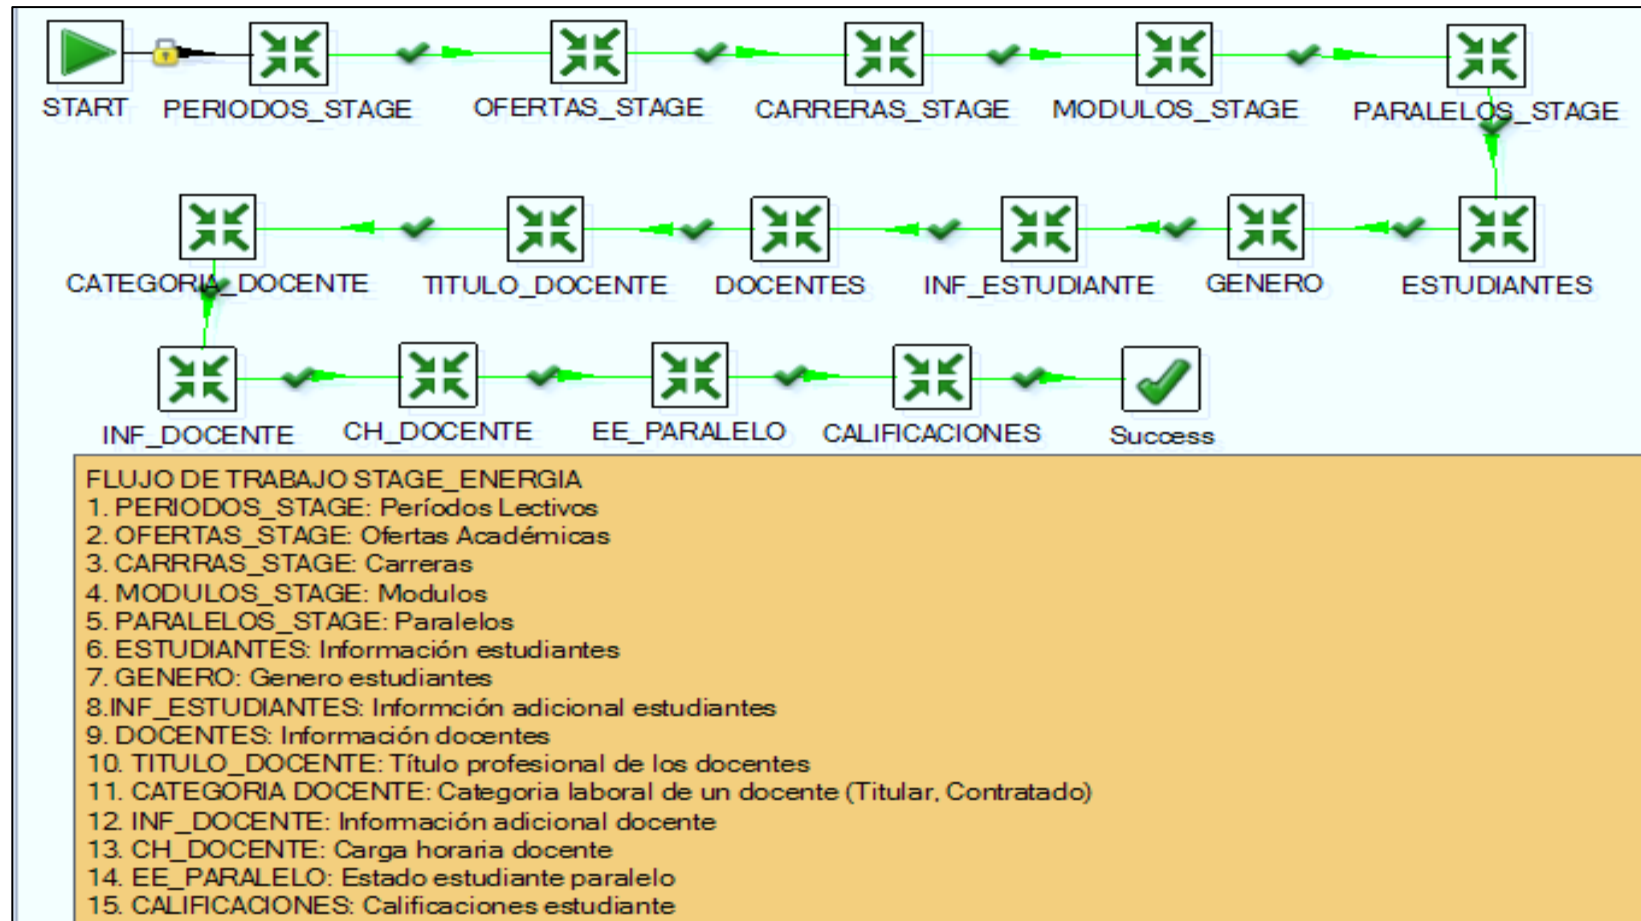 START
PERIODOS_STAGE
OFERTAS_STAGE
CARRERAS_STAGE
MODULOS_STAGE
PARALELOS_STAGE
CATEGORIA_DOCENTE
TITULO_DOCENTE
DOCENTES
INF_ESTUDIANTE
GENERO
ESTUDIANTES
INF_DOCENTE
CH_DOCENTE
EE_PARALELO
CALIFICACIONES
Success
FLUJO DE TRABAJO STAGE_ENERGIA
1. PERIODOS_STAGE: Períodos Lectivos
2. OFERTAS_STAGE: Ofertas Académicas
3. CARRRAS_STAGE: Carreras
4. MODULOS_STAGE: Modulos
5. PARALELOS_STAGE: Paralelos
6. ESTUDIANTES: Información estudiantes
7. GENERO: Genero estudiantes
8.INF_ESTUDIANTES: Informción adicional estudiantes
9. DOCENTES: Información docentes
10. TITULO_DOCENTE: Título profesional de los docentes
11. CATEGORIA DOCENTE: Categoria laboral de un docente (Titular, Contratado)
12. INF_DOCENTE: Información adicional docente
13. CH_DOCENTE: Carga horaria docente
14. EE_PARALELO: Estado estudiante paralelo
15. CALIFICACIONES: Calificaciones estudiante